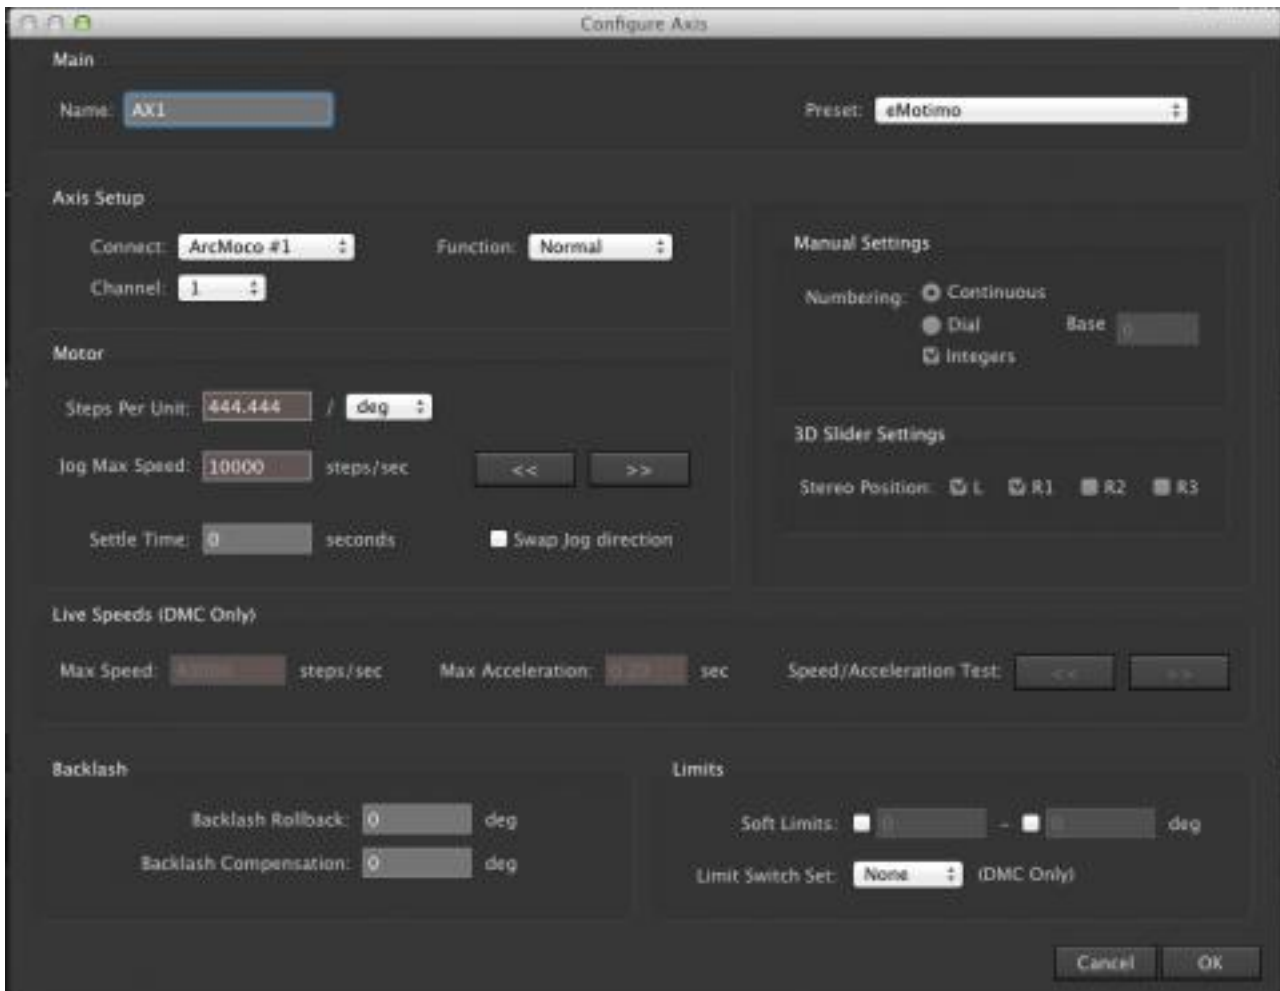 Configure Axis
Main
Name: AX1
Preset: eMotimo
Axis Setup
Connect: ArcMoco #1
Function: Normal
Channel: 1
Manual Settings
Numbering: Continuous
Dial
Base 0
Integers
Motor
Steps Per Unit: 444.444 / deg
Jog Max Speed: 10000 steps/sec << >>
Settle Time: 0 seconds
Swap Jog direction
3D Slider Settings
Stereo Position: L R1 R2 R3
Live Speeds (DMC Only)
Max Speed: steps/sec
Max Acceleration: sec
Speed/Acceleration Test: << >>
Backlash
Backlash Rollback: 0 deg
Backlash Compensation: 0 deg
Limits
Soft Limits: 0 - 0 deg
Limit Switch Set: None (DMC Only)
Cancel OK